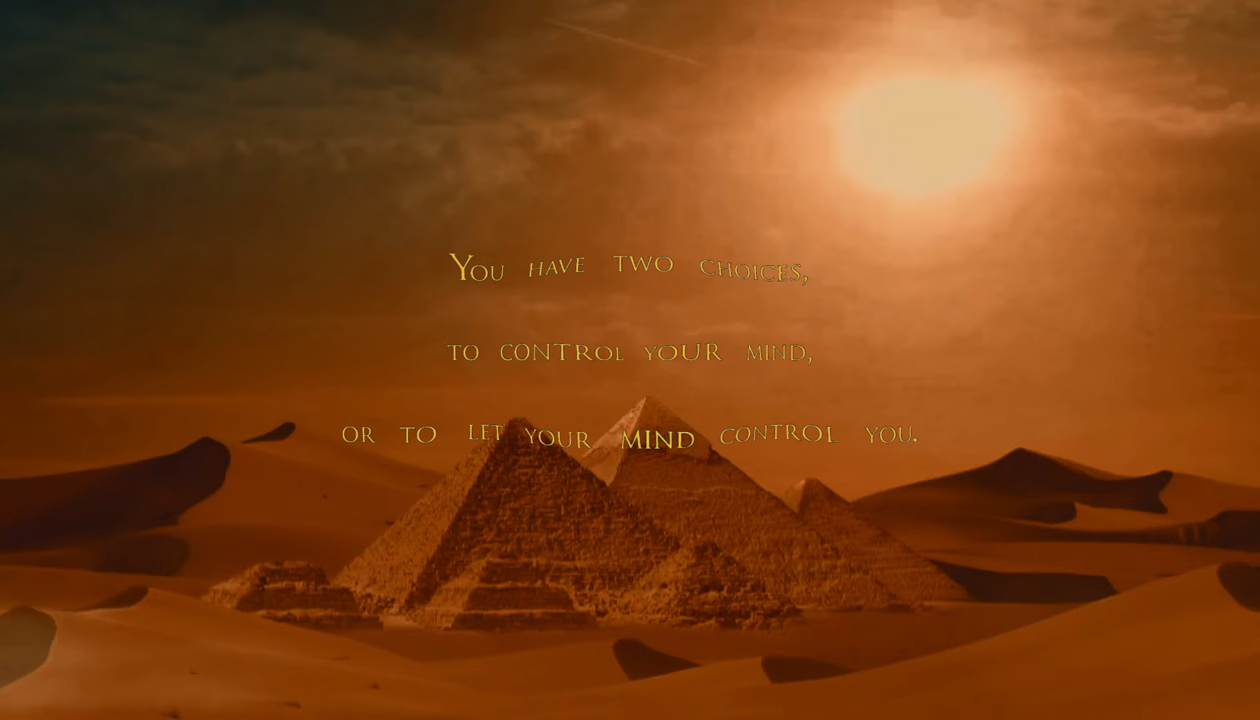 You have two choices,
to control your mind,
or to let your mind control you.